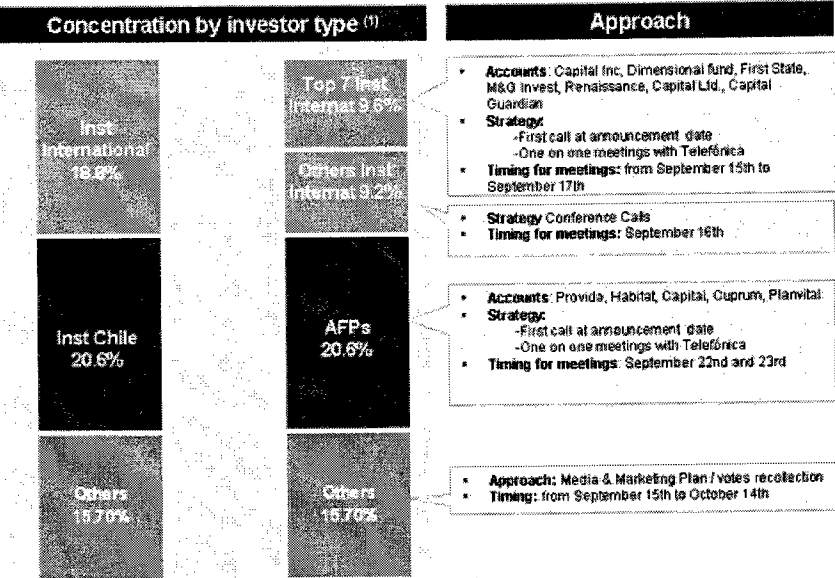 Concentration by investor type (1)
Approach
Inst
International
18.8%
Inst Chile
20.6%
Others
15.70%
Top 7 Inst
Internat 9.6%
Others Inst
Internat 9.2%
AFPs
20.6%
Others
15.70%
• Accounts: Capital Inc, Dimensional fund, First State,
M&G Invest, Renaissance, Capital Ltd., Capital
Guardian
• Strategy:
-First call at announcement date
-One on one meetings with Telefónica
• Timing for meetings: from September 15th to
September 17th
• Strategy Conference Calls
• Timing for meetings: September 16th
• Accounts: Provida, Habitat, Capital, Cuprum, Planvital
• Strategy:
-First call at announcement date
-One on one meetings with Telefónica
• Timing for meetings: September 22nd and 23rd
• Approach: Media & Marketing Plan / votes recollection
• Timing: from September 15th to October 14th